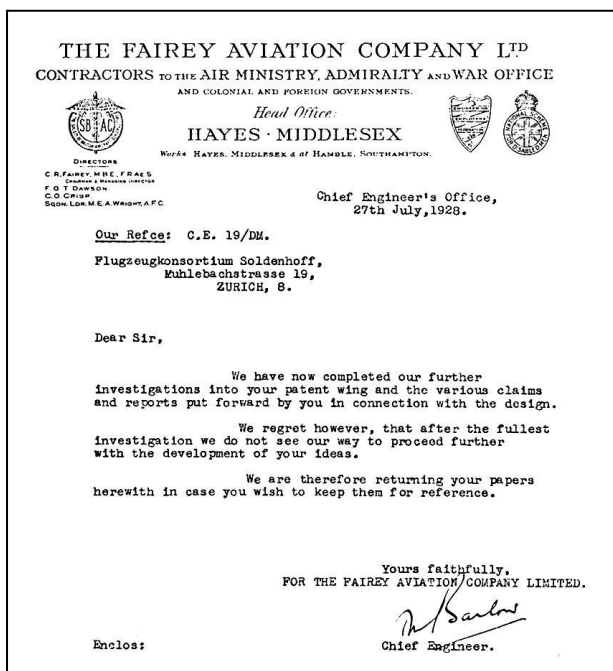 THE FAIREY AVIATION COMPANY LTD
CONTRACTORS TO THE AIR MINISTRY, ADMIRALTY AND WAR OFFICE
AND COLONIAL AND FOREIGN GOVERNMENTS.
Head Office:
HAYES · MIDDLESEX
Works HAYES, MIDDLESEX & at HAMBLE, SOUTHAMPTON.
SB AC
DIRECTORS
C.R. FAIREY, M.B.E., F.R.AE.S
CHAIRMAN & MANAGING DIRECTOR
F.G.T. DAWSON.
C.O. CRISP
SQDN. LDR. M.E.A. WRIGHT, A.F.C.
Chief Engineer's Office,
27th July, 1928.
Our Refce: C.E. 19/DM.
Flugzeugkonsortium Soldenhoff,
Muhlebachstrasse 19,
ZURICH, 8.
Dear Sir,
We have now completed our further
investigations into your patent wing and the various claims
and reports put forward by you in connection with the design.
We regret however, that after the fullest
investigation we do not see our way to proceed further
with the development of your ideas.
We are therefore returning your papers
herewith in case you wish to keep them for reference.
Yours faithfully,
FOR THE FAIREY AVIATION COMPANY LIMITED.
Barlow
Chief Engineer.
Enclos: